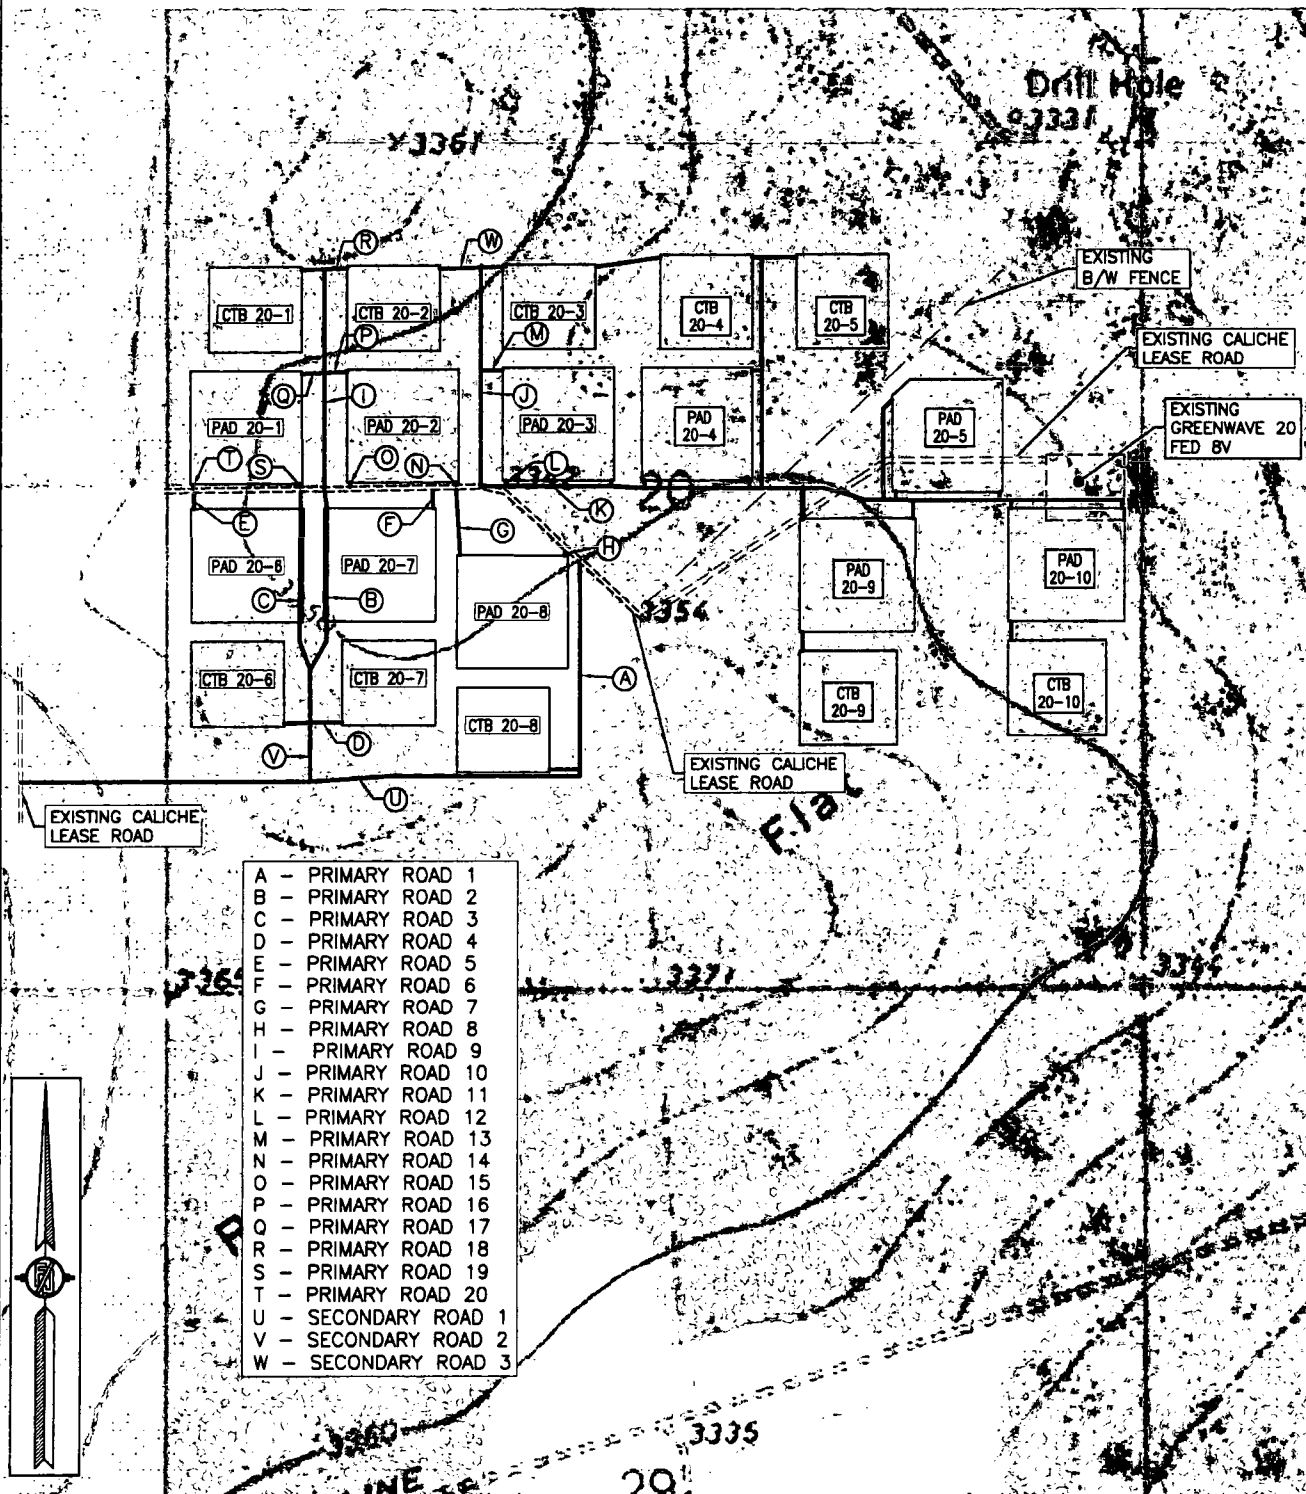 Drill Hole
3331
3361
R
W
EXISTING
B/W FENCE
CTB 20-1
CTB 20-2
CTB 20-3
CTB
20-4
CTB
20-5
P
M
EXISTING CALICHE
LEASE ROAD
Q
I
J
EXISTING
GREENWAVE 20
FED 8V
PAD 20-1
PAD 20-2
PAD 20-3
PAD
20-4
PAD
20-5
T
S
O
N
L
20
K
E
F
G
H
PAD 20-6
PAD 20-7
PAD
20-9
PAD
20-10
C
B
PAD 20-8
3354
CTB 20-6
CTB 20-7
A
CTB
20-9
CTB
20-10
CTB 20-8
D
V
EXISTING CALICHE
LEASE ROAD
U
EXISTING CALICHE
LEASE ROAD
A - PRIMARY ROAD 1
B - PRIMARY ROAD 2
C - PRIMARY ROAD 3
D - PRIMARY ROAD 4
E - PRIMARY ROAD 5
F - PRIMARY ROAD 6
G - PRIMARY ROAD 7
H - PRIMARY ROAD 8
I - PRIMARY ROAD 9
J - PRIMARY ROAD 10
K - PRIMARY ROAD 11
L - PRIMARY ROAD 12
M - PRIMARY ROAD 13
N - PRIMARY ROAD 14
O - PRIMARY ROAD 15
P - PRIMARY ROAD 16
Q - PRIMARY ROAD 17
R - PRIMARY ROAD 18
S - PRIMARY ROAD 19
T - PRIMARY ROAD 20
U - SECONDARY ROAD 1
V - SECONDARY ROAD 2
W - SECONDARY ROAD 3
3371
3360
3335
29